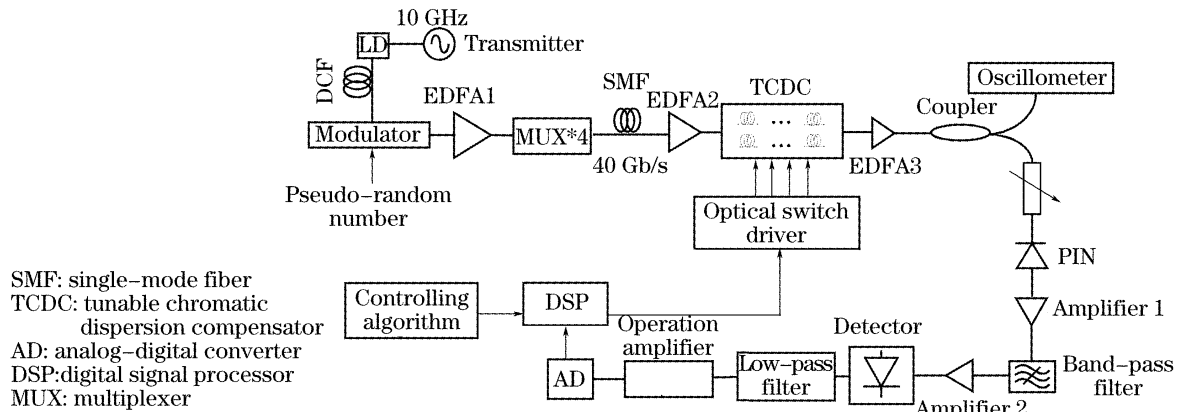 10 GHz
LD
Transmitter
DCF
Modulator
Pseudo-random
number
EDFA1
MUX*4
SMF
40 Gb/s
EDFA2
TCDC
... ...
EDFA3
Coupler
Oscillometer
Optical switch
driver
PIN
Amplifier 1
Band-pass
filter
Amplifier 2
Detector
Low-pass
filter
Operation
amplifier
AD
DSP
Controlling
algorithm
SMF: single-mode fiber
TCDC: tunable chromatic
dispersion compensator
AD: analog-digital converter
DSP:digital signal processor
MUX: multiplexer